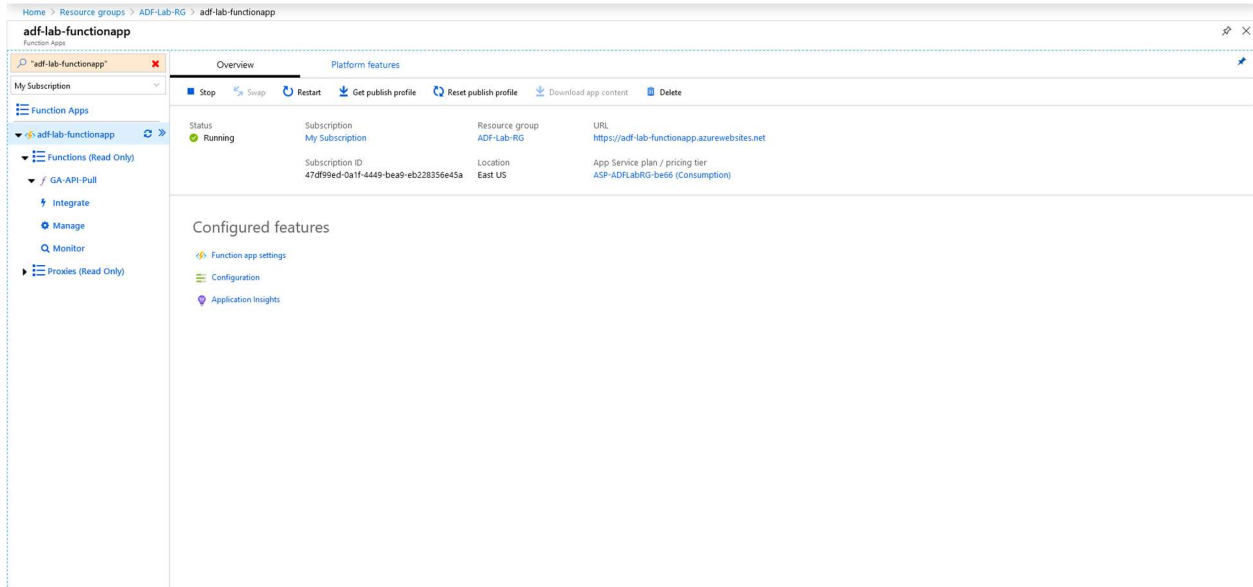 Home > Resource groups > ADF-Lab-RG > adf-lab-functionapp
adf-lab-functionapp
Function Apps
"adf-lab-functionapp"
My Subscription
Function Apps
adf-lab-functionapp
Functions (Read Only)
f GA-API-Pull
Integrate
Manage
Monitor
Proxies (Read Only)
Overview Platform features
Stop Swap Restart Get publish profile Reset publish profile Download app content Delete
Status Subscription Resource group URL
Running My Subscription ADF-Lab-RG https://adf-lab-functionapp.azurewebsites.net
Subscription ID Location App Service plan / pricing tier
47df99ed-0a1f-4449-bea9-eb228356e45a East US ASP-ADFLabRG-be66 (Consumption)
Configured features
Function app settings
Configuration
Application Insights